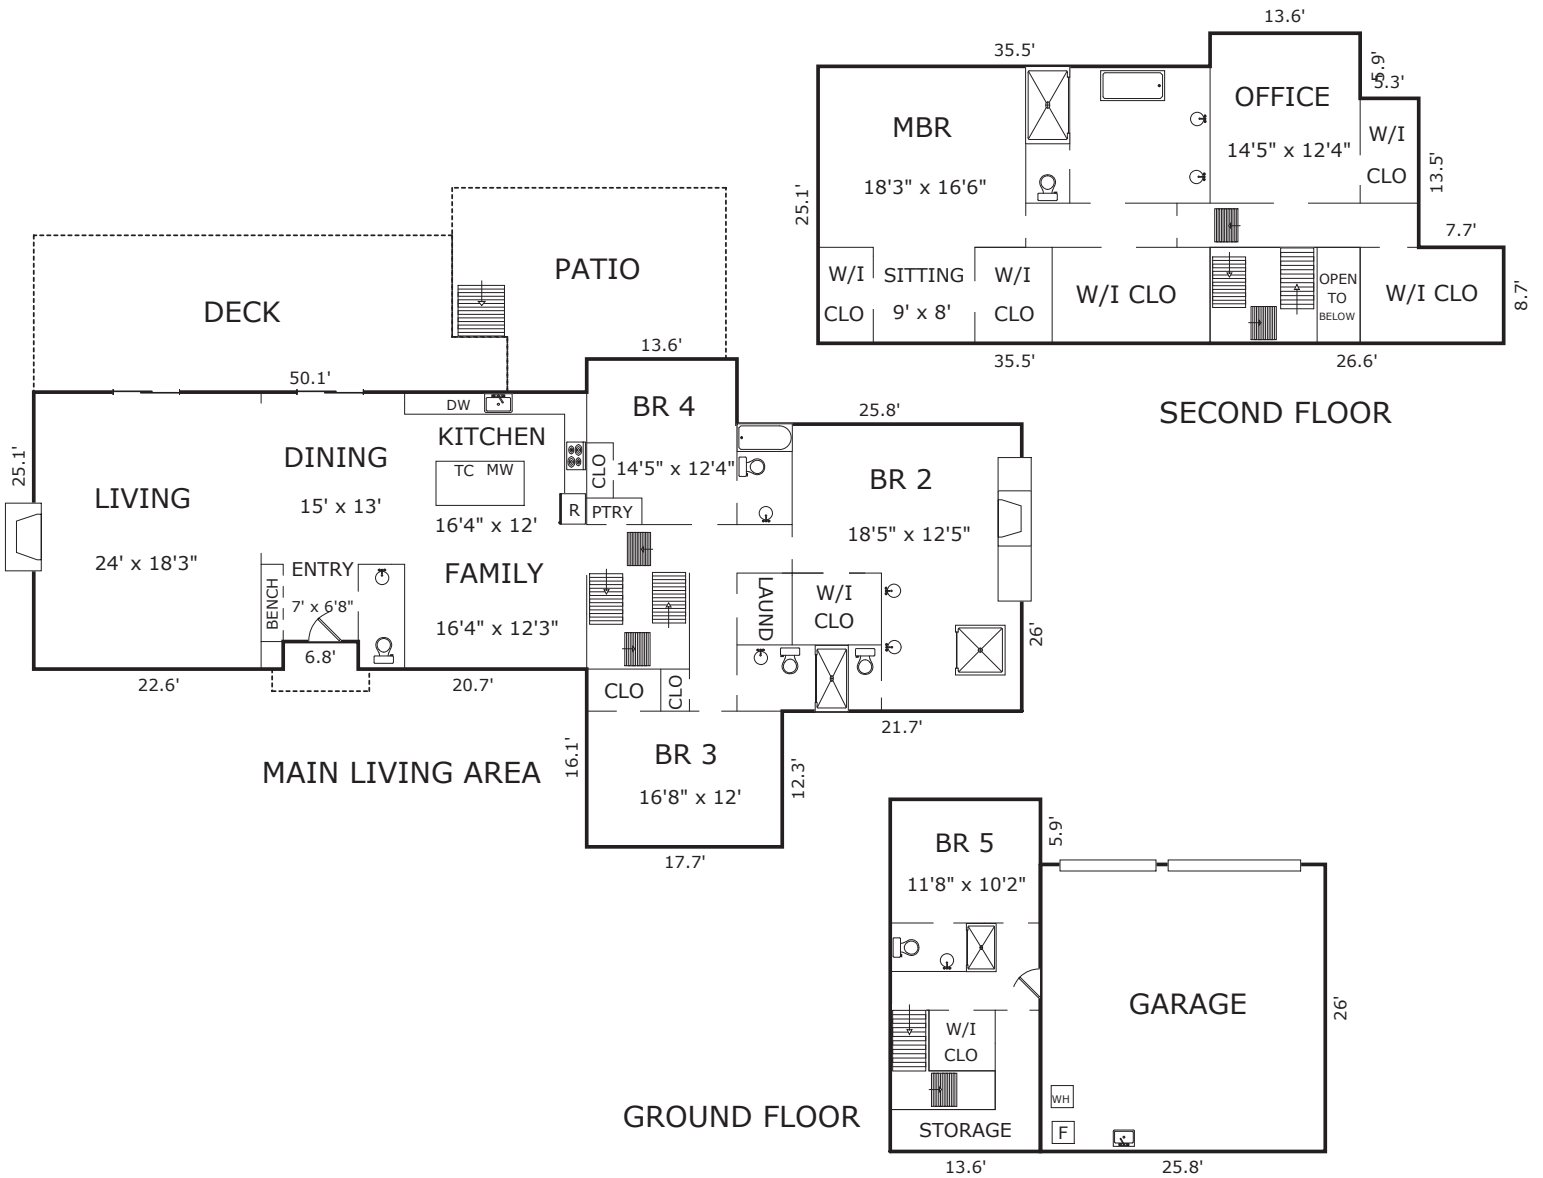 13.6'
35.5'
5.9'
5.3'
OFFICE
14'5" x 12'4"
MBR
18'3" x 16'6"
W/I
CLO
13.5'
25.1'
7.7'
W/I
CLO
SITTING
9' x 8'
W/I
CLO
W/I CLO
OPEN
TO
BELOW
W/I CLO
8.7'
35.5'
26.6'
SECOND FLOOR
PATIO
DECK
13.6'
50.1'
25.8'
25.1'
DW
KITCHEN
TC MW
16'4" x 12'
R
CLO
PTRY
BR 4
14'5" x 12'4"
BR 2
18'5" x 12'5"
DINING
15' x 13'
LIVING
24' x 18'3"
ENTRY
7' x 6'8"
BENCH
FAMILY
16'4" x 12'3"
LAUND
W/I
CLO
26'
6.8'
22.6'
20.7'
CLO
CLO
21.7'
MAIN LIVING AREA
16.1'
BR 3
16'8" x 12'
12.3'
17.7'
BR 5
11'8" x 10'2"
5.9'
GARAGE
26'
W/I
CLO
WH
F
STORAGE
GROUND FLOOR
13.6'
25.8'